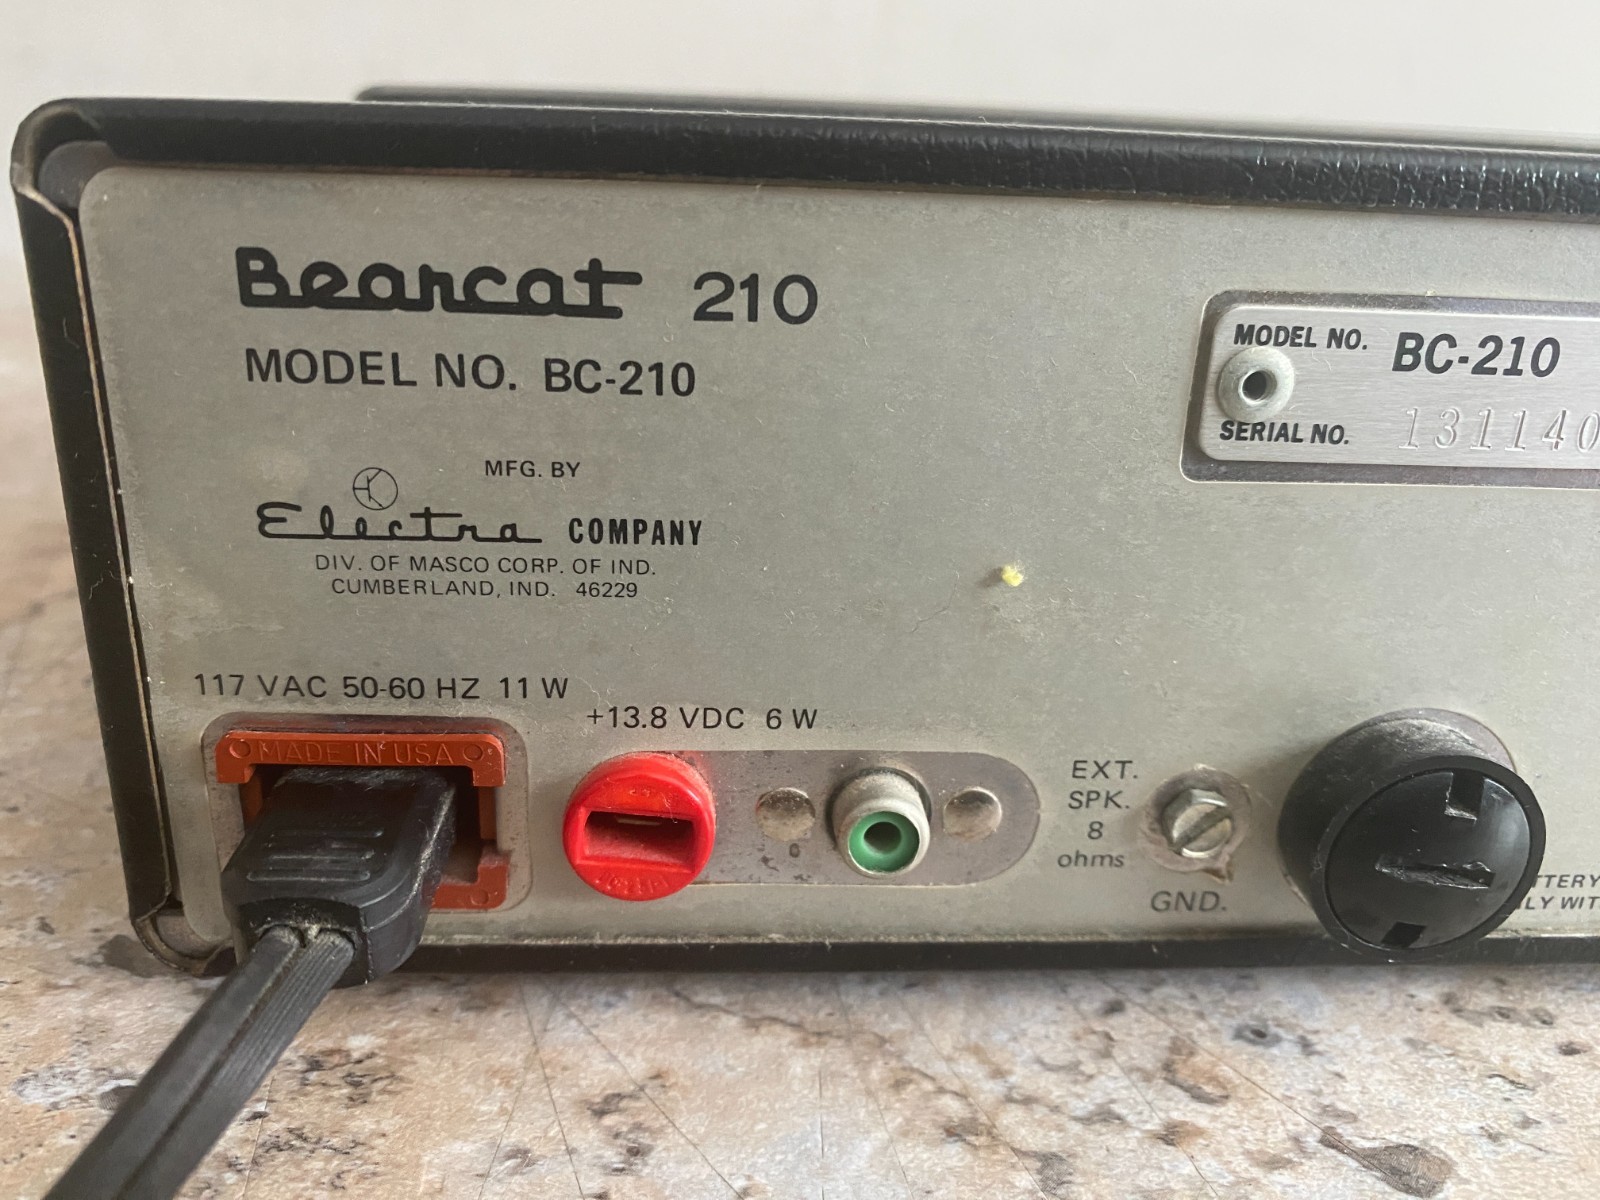 Bearcat 210
MODEL NO. BC-210
MFG. BY
Electra COMPANY
DIV. OF MASCO CORP. OF IND.
CUMBERLAND, IND. 46229
MODEL NO. BC-210
SERIAL NO. 131140
117 VAC 50-60 HZ 11 W
+13.8 VDC 6 W
MADE IN USA
EXT.
SPK.
8
ohms
GND.